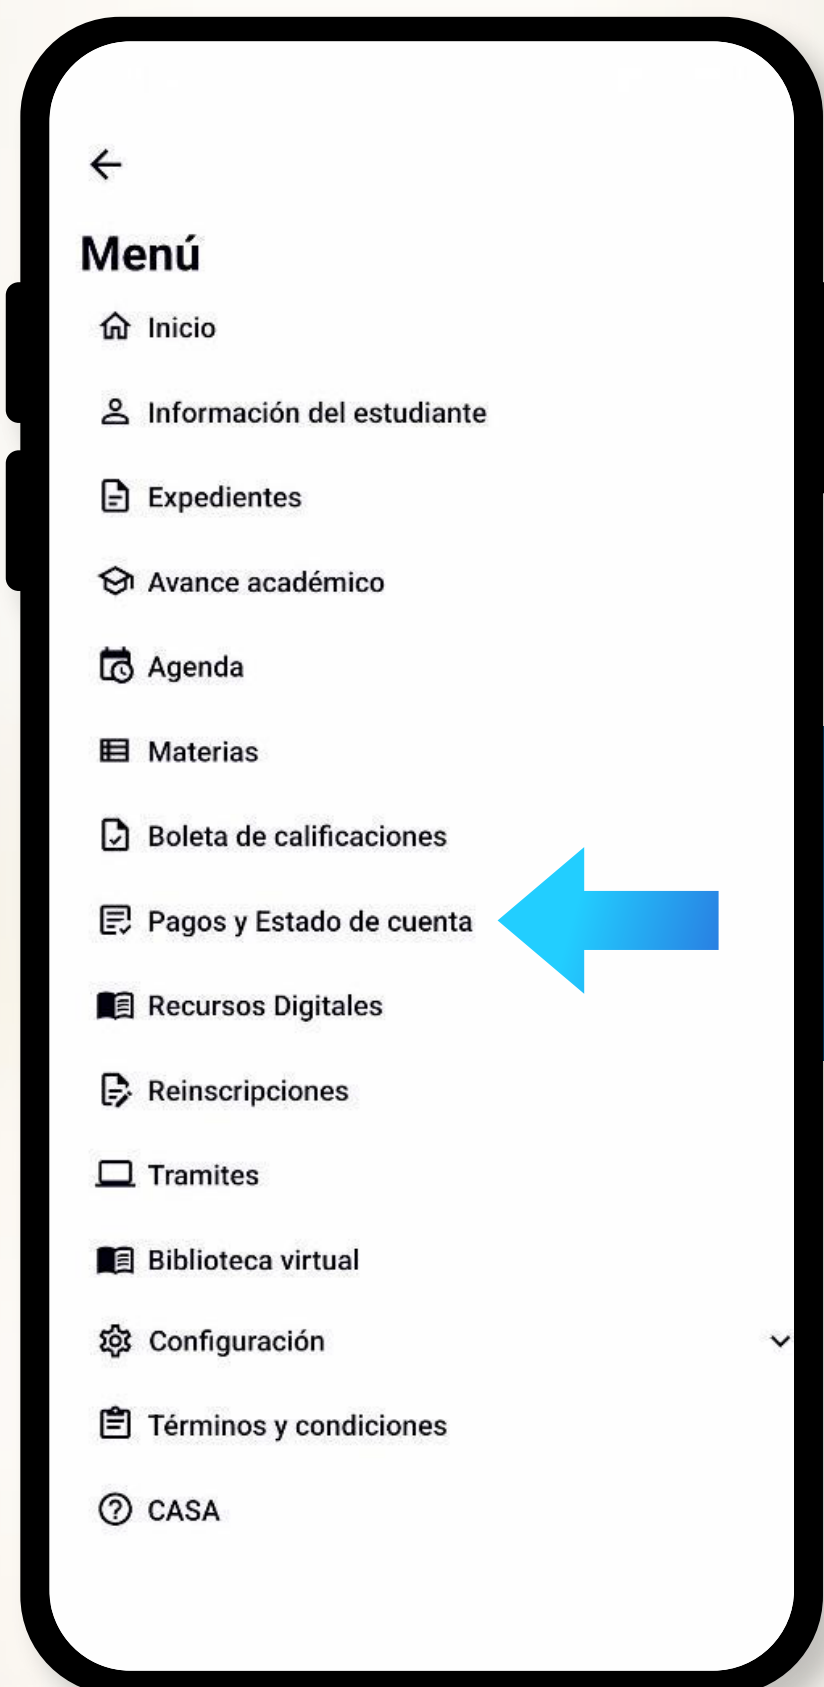 Menú
Inicio
Información del estudiante
Expedientes
Avance académico
Agenda
Materias
Boleta de calificaciones
Pagos y Estado de cuenta
Recursos Digitales
Reinscripciones
Tramites
Biblioteca virtual
Configuración
Términos y condiciones
CASA